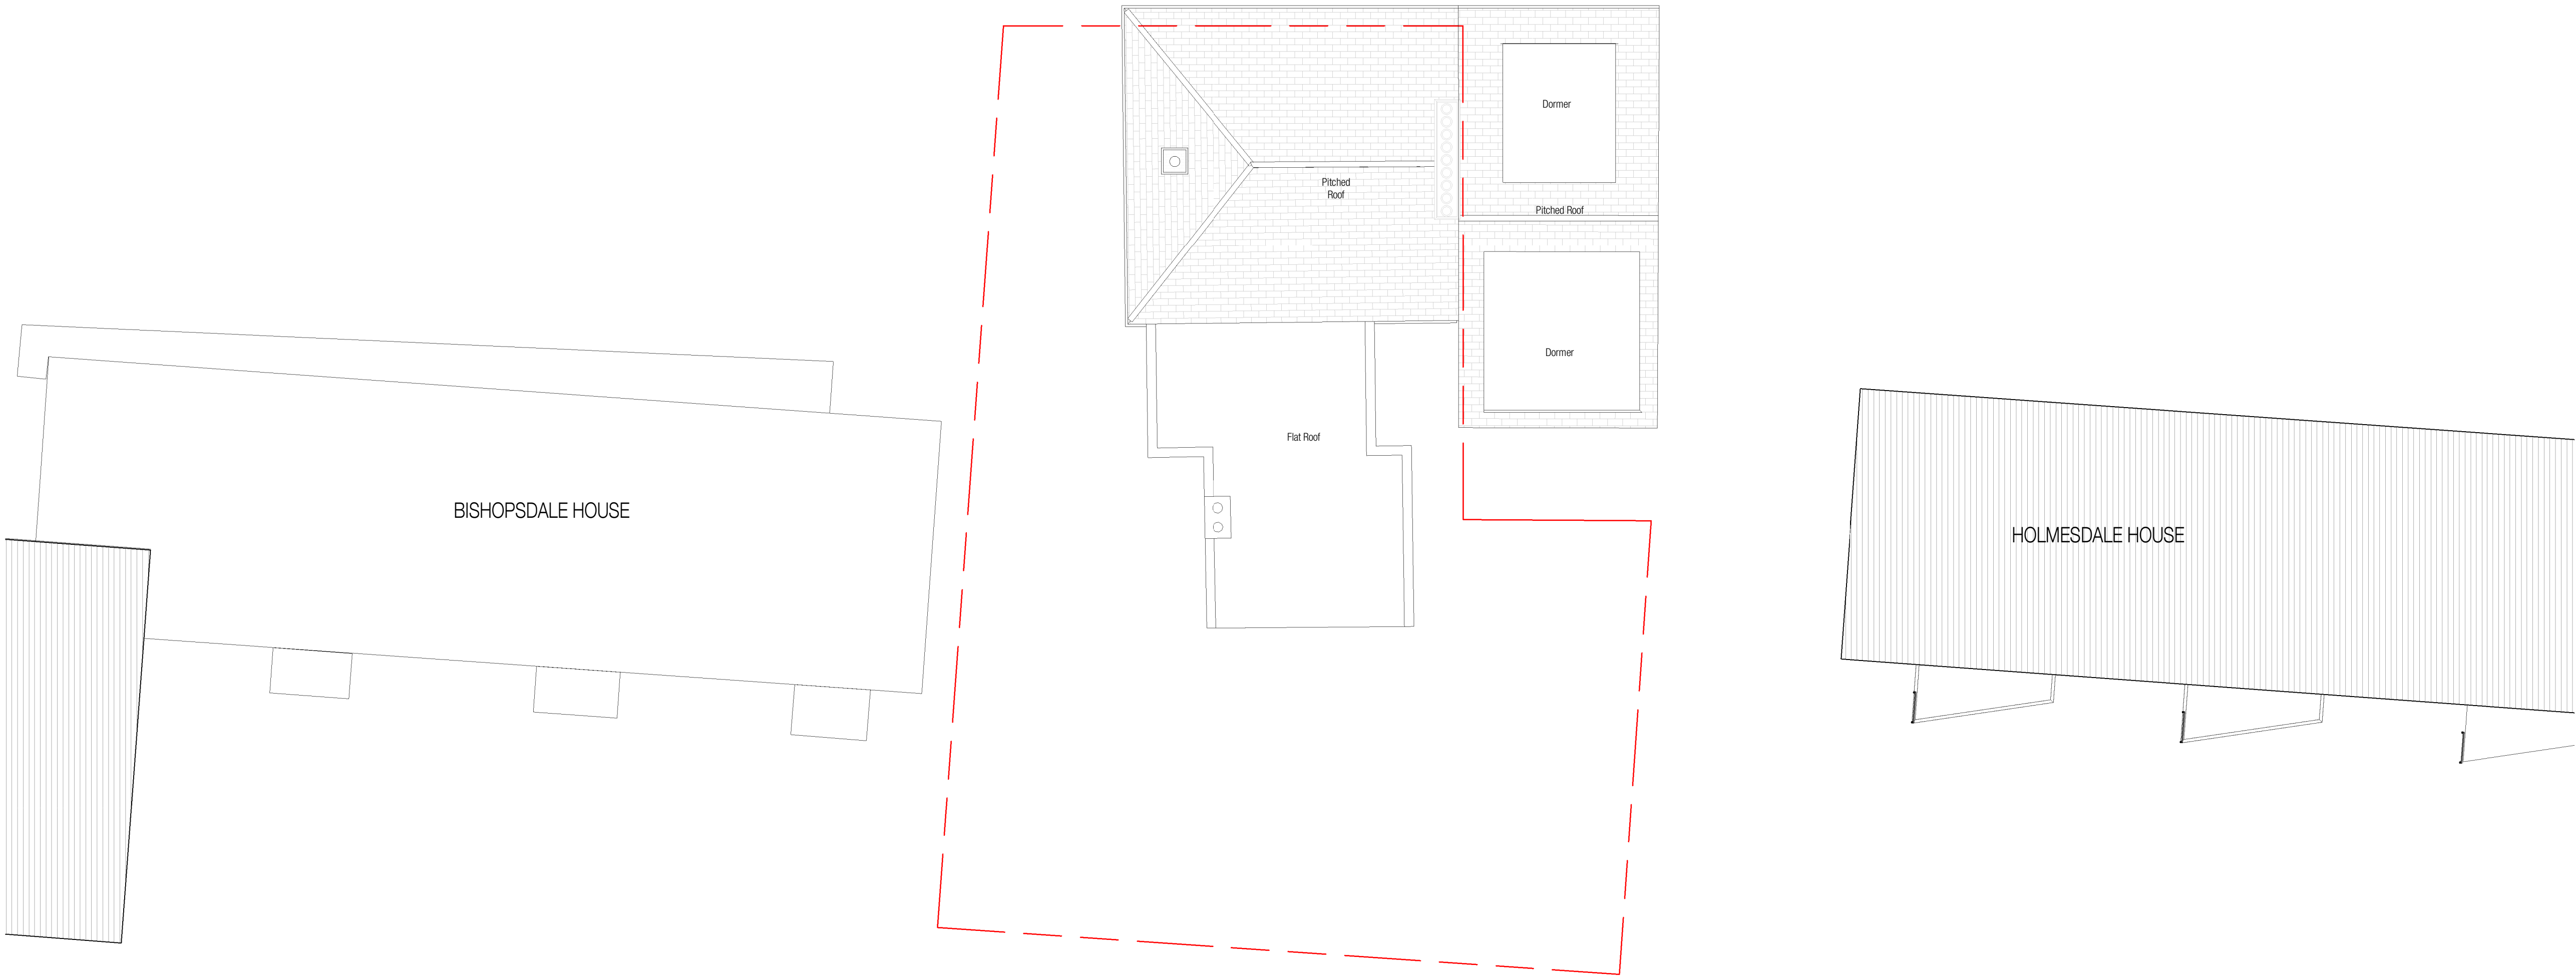 Dormer
Pitched
Roof
Pitched Roof
Dormer
Flat Roof
BISHOPSDALE HOUSE
HOLMESDALE HOUSE